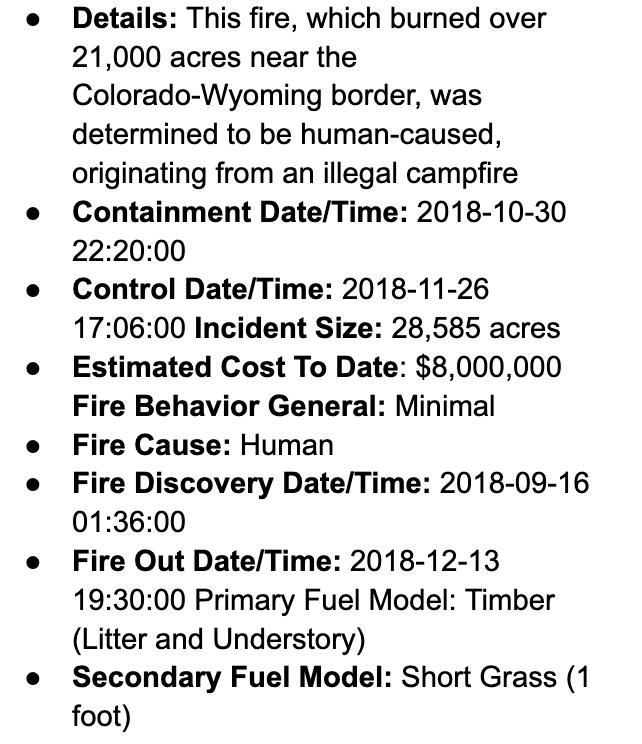 ● Details: This fire, which burned over
21,000 acres near the
Colorado-Wyoming border, was
determined to be human-caused,
originating from an illegal campfire
● Containment Date/Time: 2018-10-30
22:20:00
● Control Date/Time: 2018-11-26
17:06:00 Incident Size: 28,585 acres
● Estimated Cost To Date: $8,000,000
Fire Behavior General: Minimal
● Fire Cause: Human
● Fire Discovery Date/Time: 2018-09-16
01:36:00
● Fire Out Date/Time: 2018-12-13
19:30:00 Primary Fuel Model: Timber
(Litter and Understory)
● Secondary Fuel Model: Short Grass (1
foot)